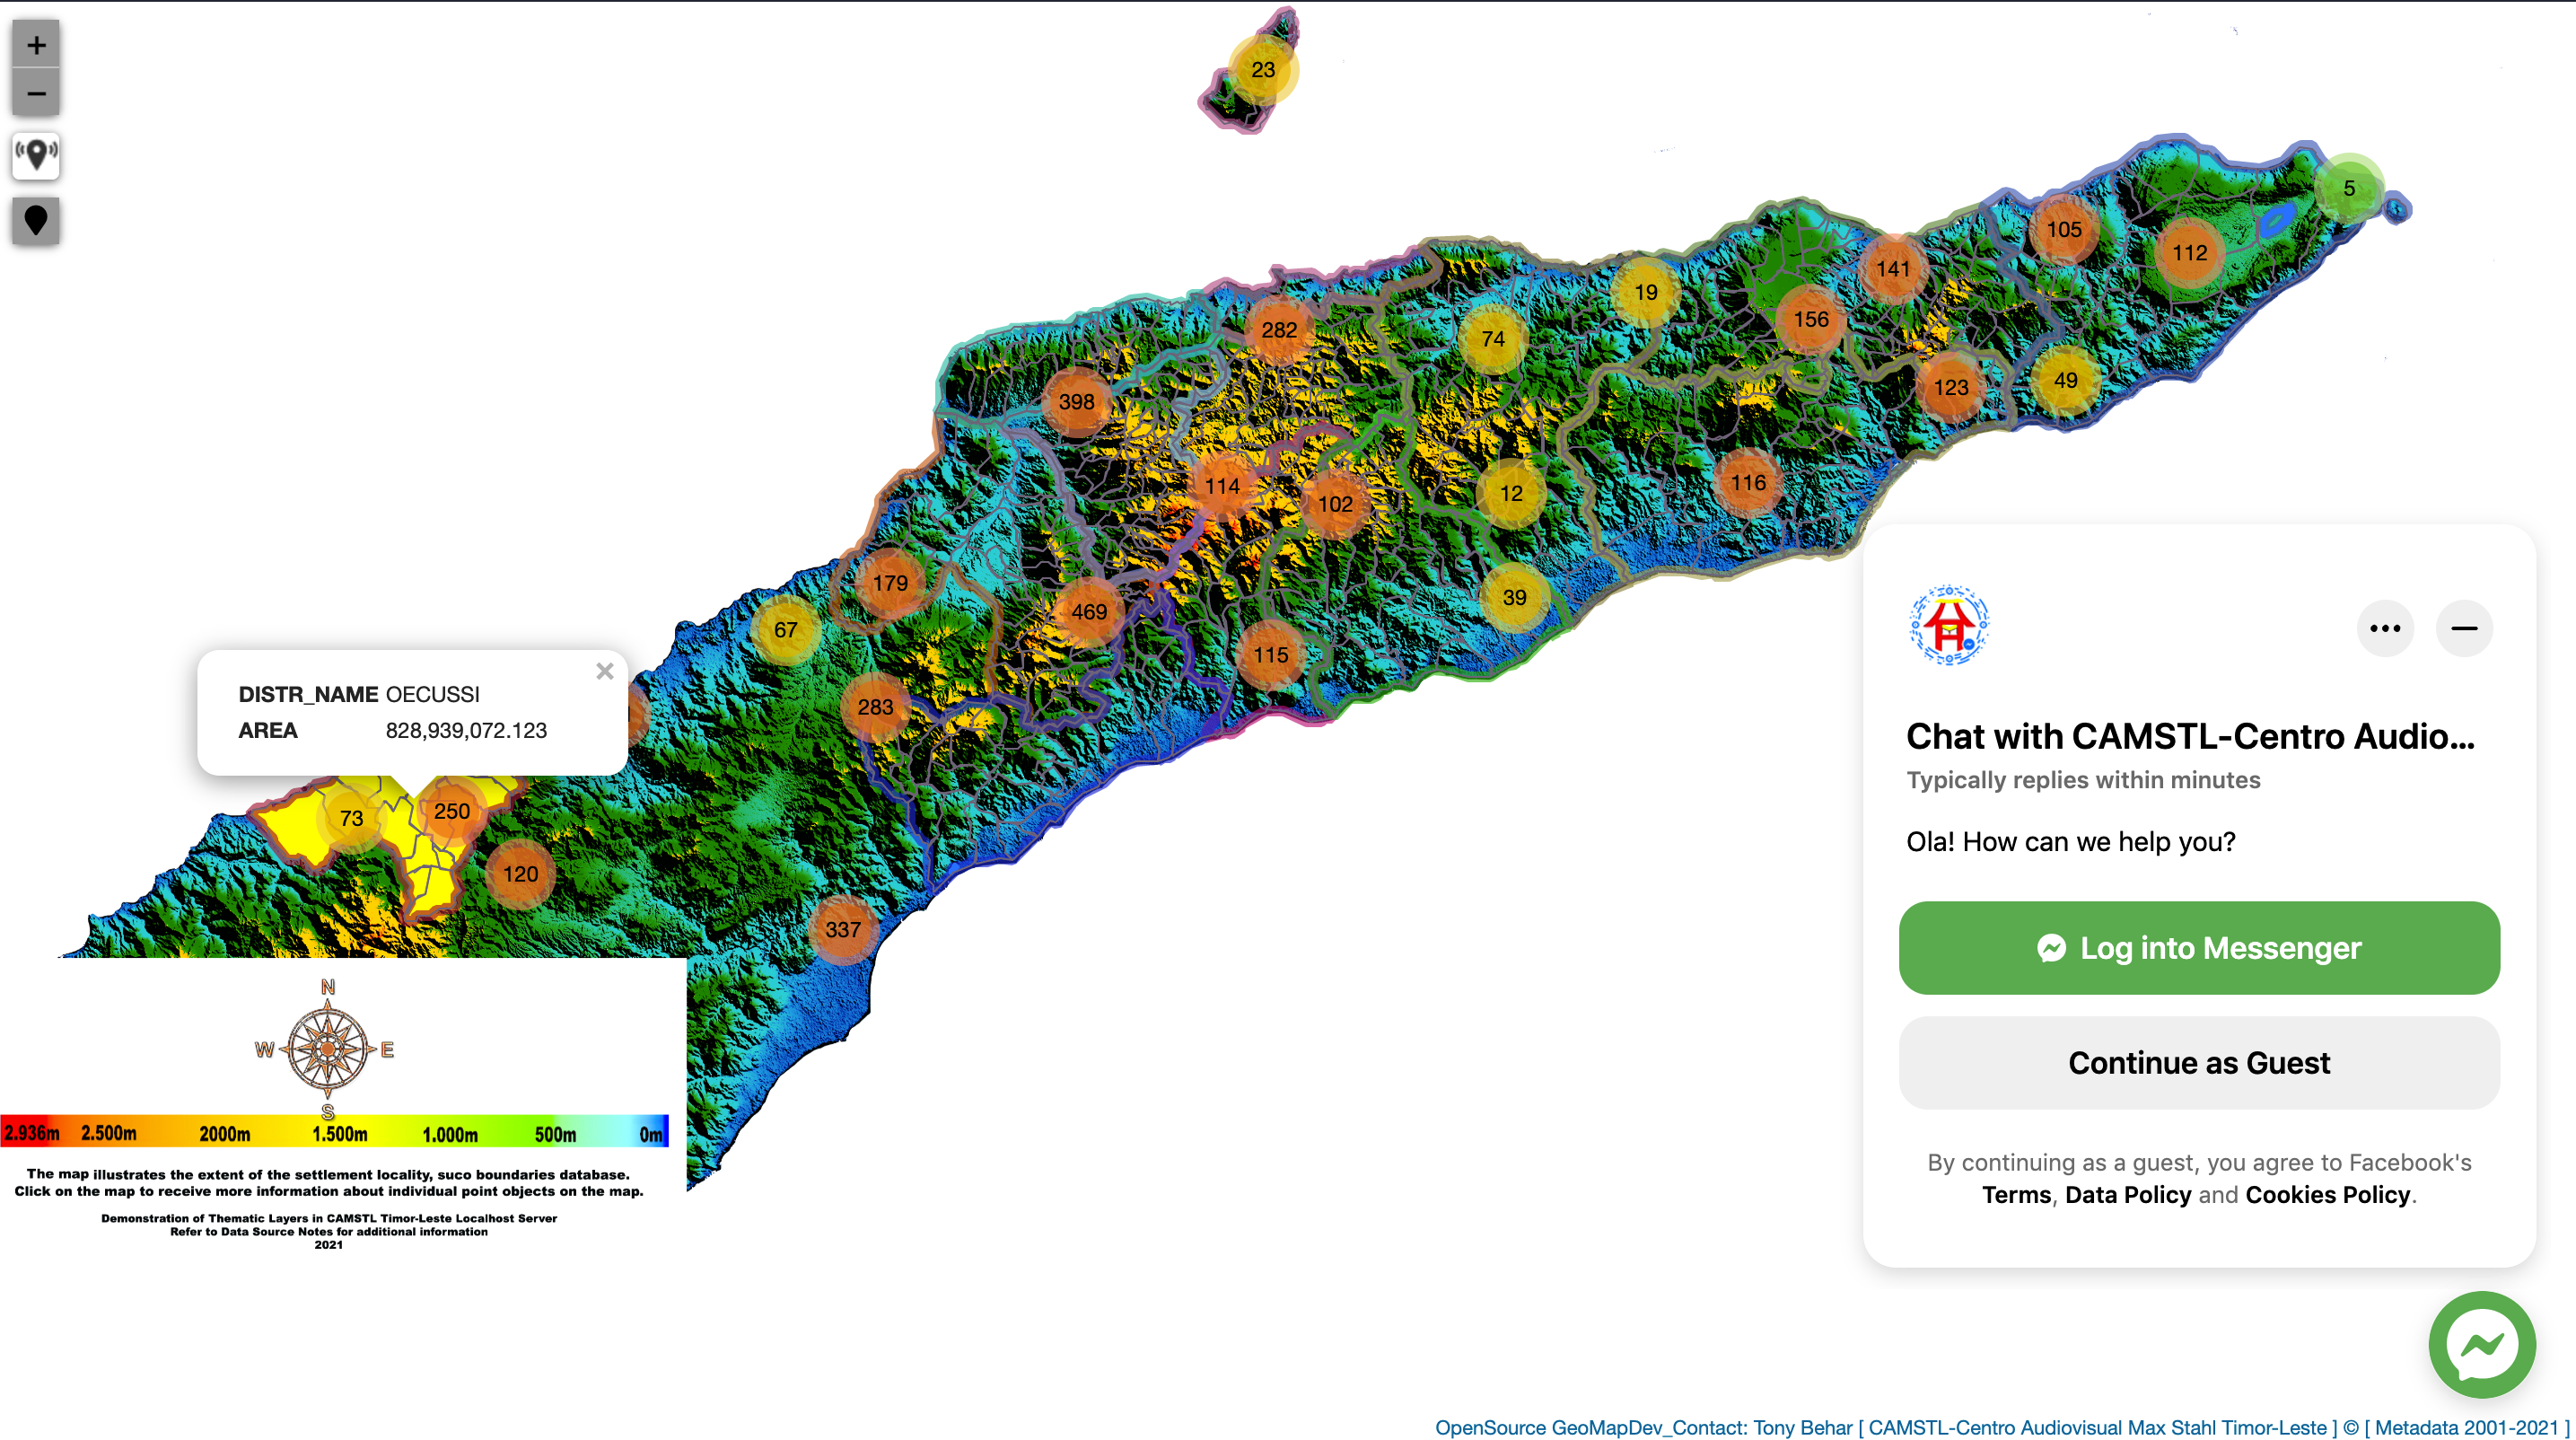 +
−
23
5
105
112
141
19
282
74
156
49
123
398
116
114
12
102
179
39
469
67
115
DISTR_NAME OECUSSI
AREA 828,939,072.123
×
283
250
73
120
337
N
W E
S
2.936m 2.500m 2000m 1.500m 1.000m 500m 0m
The map illustrates the extent of the settlement locality, suco boundaries database.
Click on the map to receive more information about individual point objects on the map.
Demonstration of Thematic Layers in CAMSTL Timor-Leste Localhost Server
Refer to Data Source Notes for additional information
2021
Chat with CAMSTL-Centro Audio...
Typically replies within minutes
Ola! How can we help you?
Log into Messenger
Continue as Guest
By continuing as a guest, you agree to Facebook's
Terms, Data Policy and Cookies Policy.
OpenSource GeoMapDev_Contact: Tony Behar [ CAMSTL-Centro Audiovisual Max Stahl Timor-Leste ] © [ Metadata 2001-2021 ]